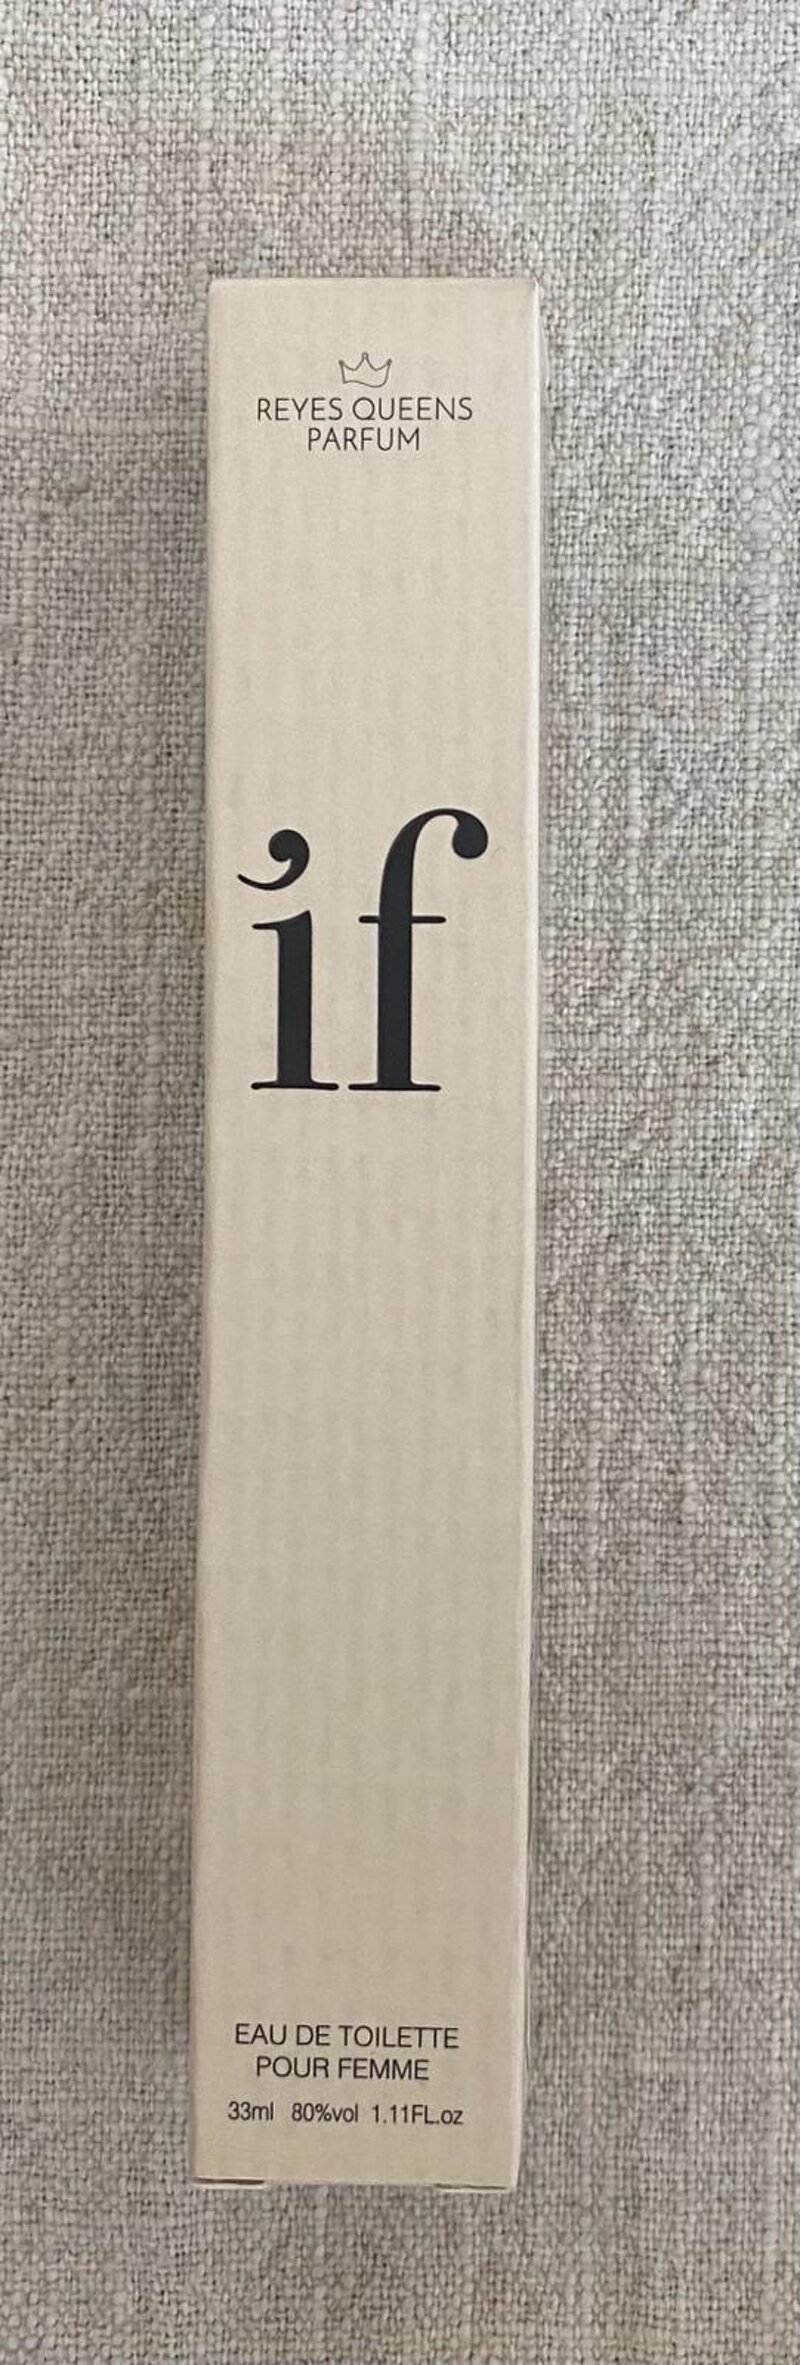 REYES QUEENS
PARFUM
if
EAU DE TOILETTE
POUR FEMME
33ml 80%vol 1.11FL.oz